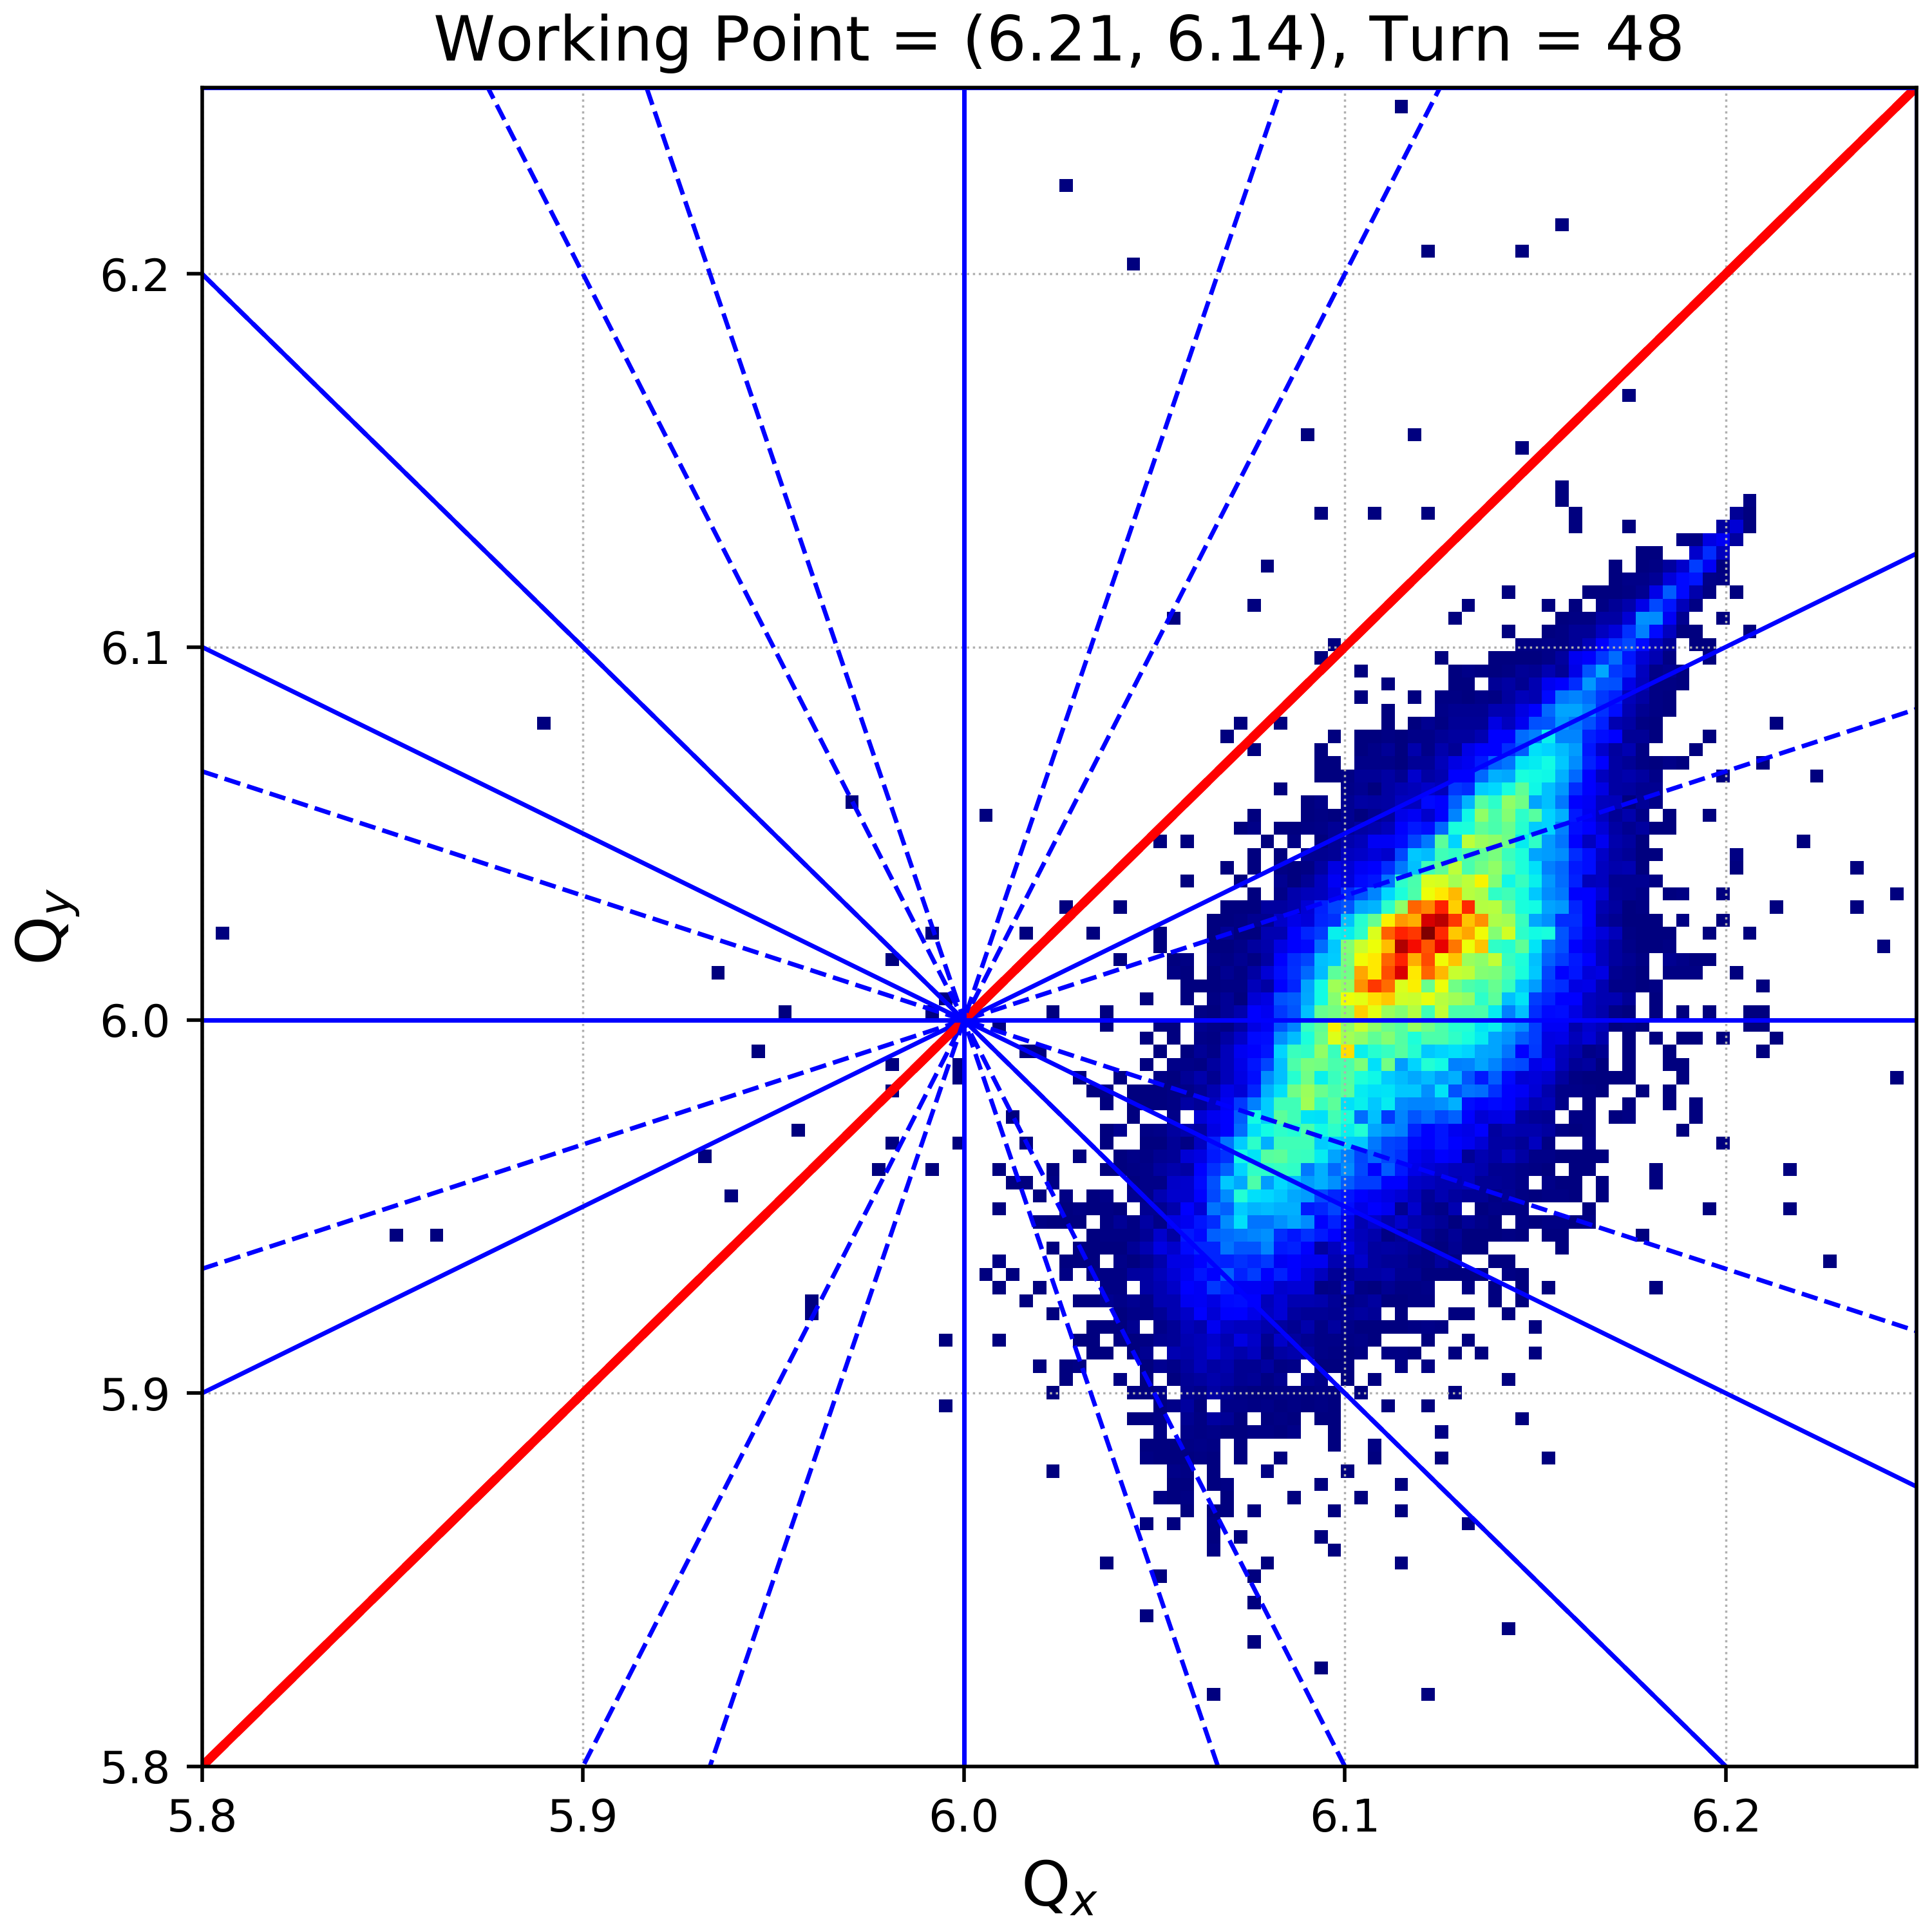 Working Point = (6.21, 6.14), Turn = 48
6.2
6.1
6.0
5.9
5.8
Qy
5.8 5.9 6.0 6.1 6.2
Qx